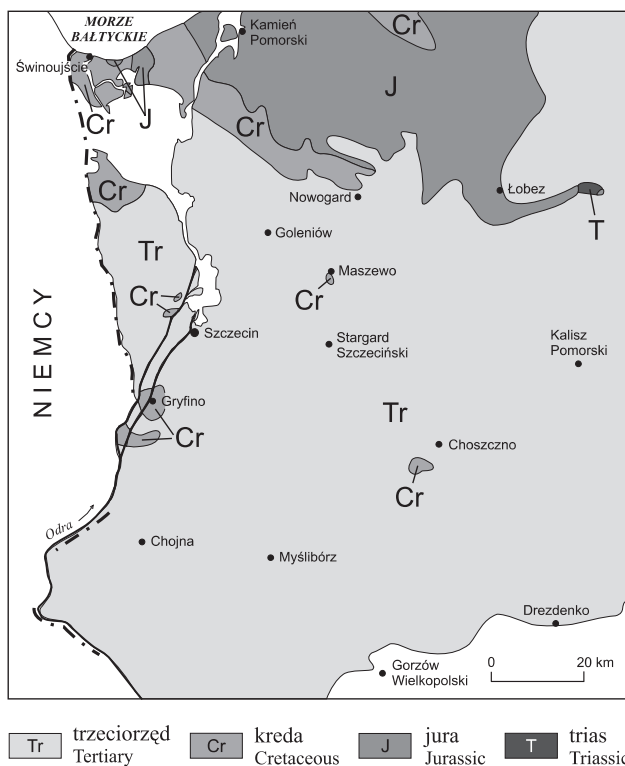 MORZE
BAŁTYCKIE
Kamień
Pomorski
Cr
Świnoujście
J
Cr
J
Cr
Cr
Nowogard
Łobez
T
Goleniów
Tr
Maszewo
Cr
Cr
Szczecin
Stargard
Szczeciński
Kalisz
Pomorski
NIEMCY
Gryfino
Cr
Tr
Choszczno
Cr
Odra
Chojna
Myślibórz
Drezdenko
Gorzów
Wielkopolski
0 20 km
Tr trzeciorzęd
Tertiary
Cr kreda
Cretaceous
J jura
Jurassic
T trias
Triassic